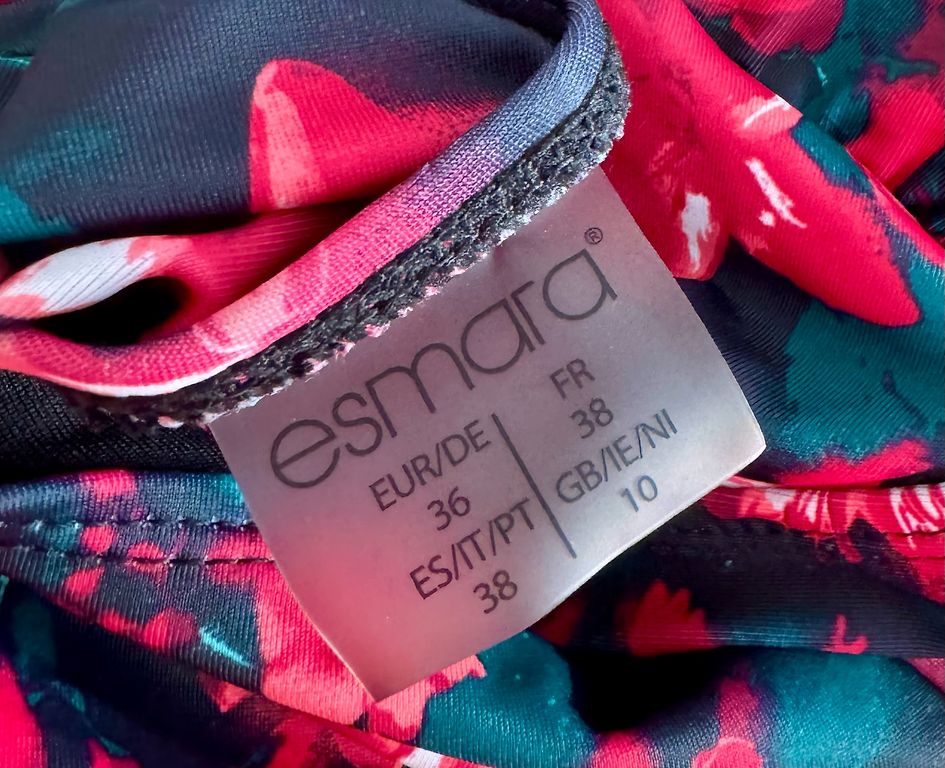 esmara®
EUR/DE
36
ES/IT/PT
38
FR
38
GB/IE/NI
10